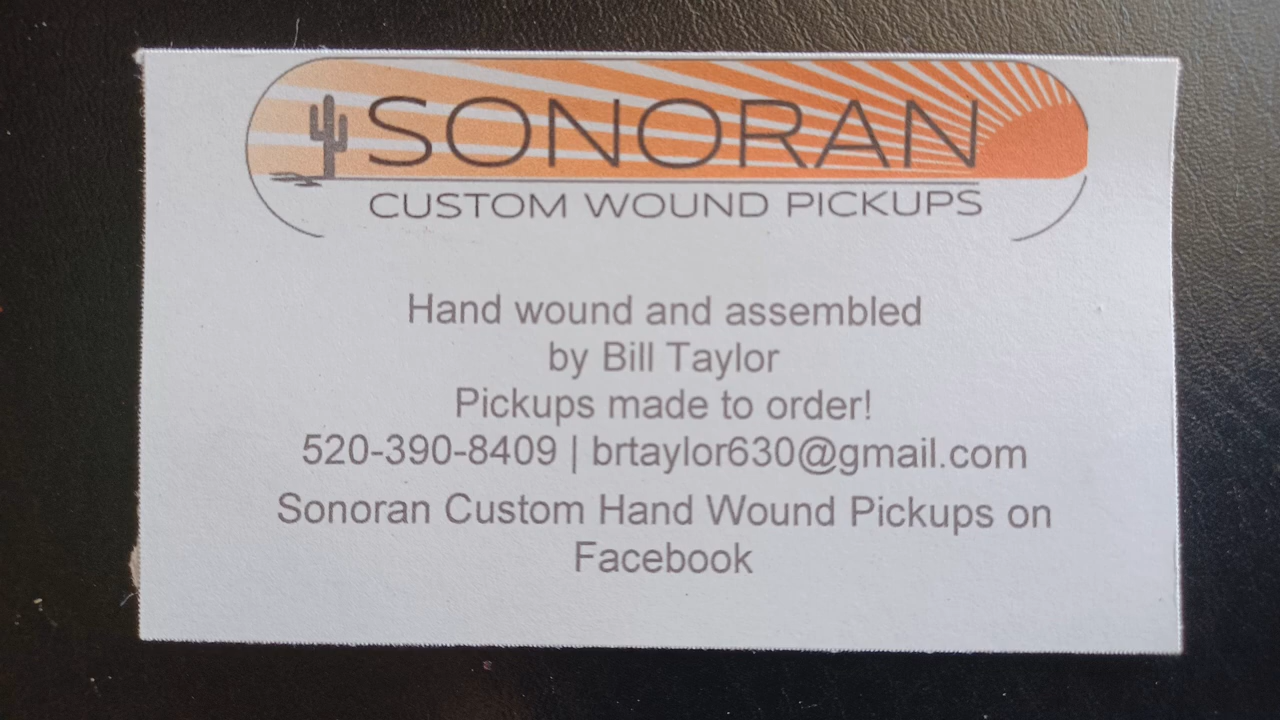 SONORAN
CUSTOM WOUND PICKUPS
Hand wound and assembled
by Bill Taylor
Pickups made to order!
520-390-8409 | brtaylor630@gmail.com
Sonoran Custom Hand Wound Pickups on
Facebook